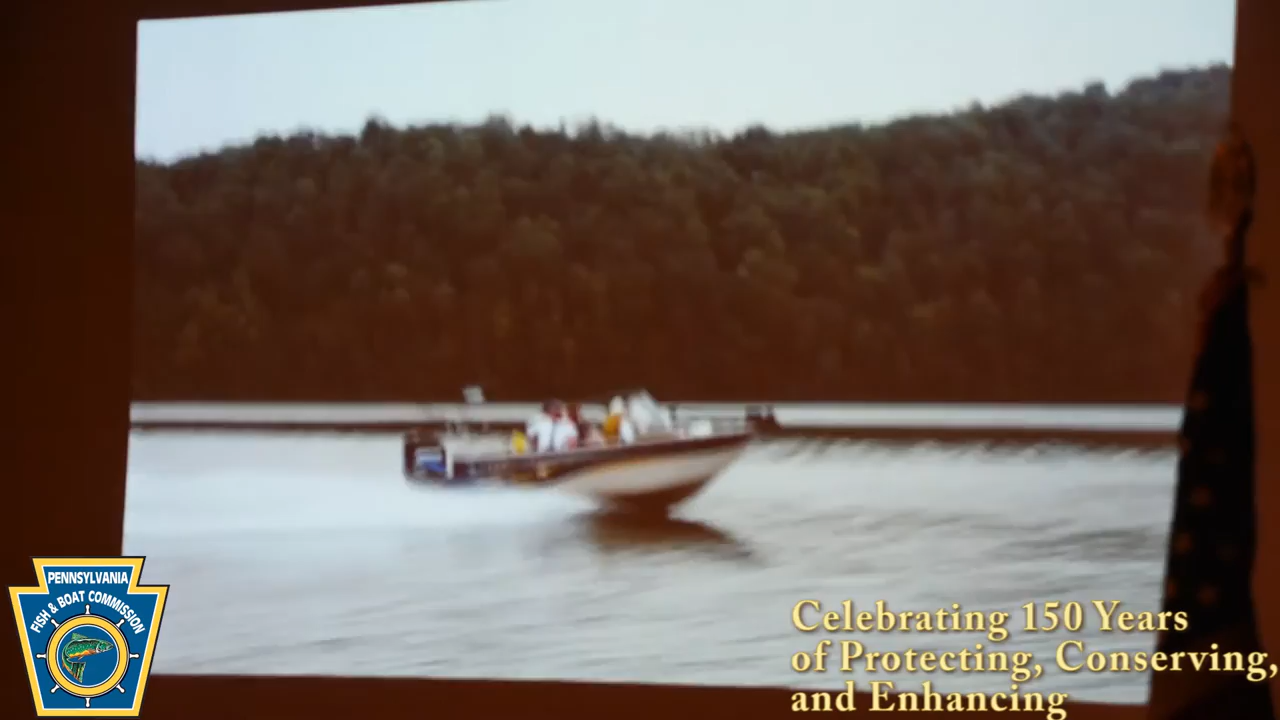 PENNSYLVANIA
FISH & BOAT COMMISSION
Celebrating 150 Years
of Protecting, Conserving,
and Enhancing